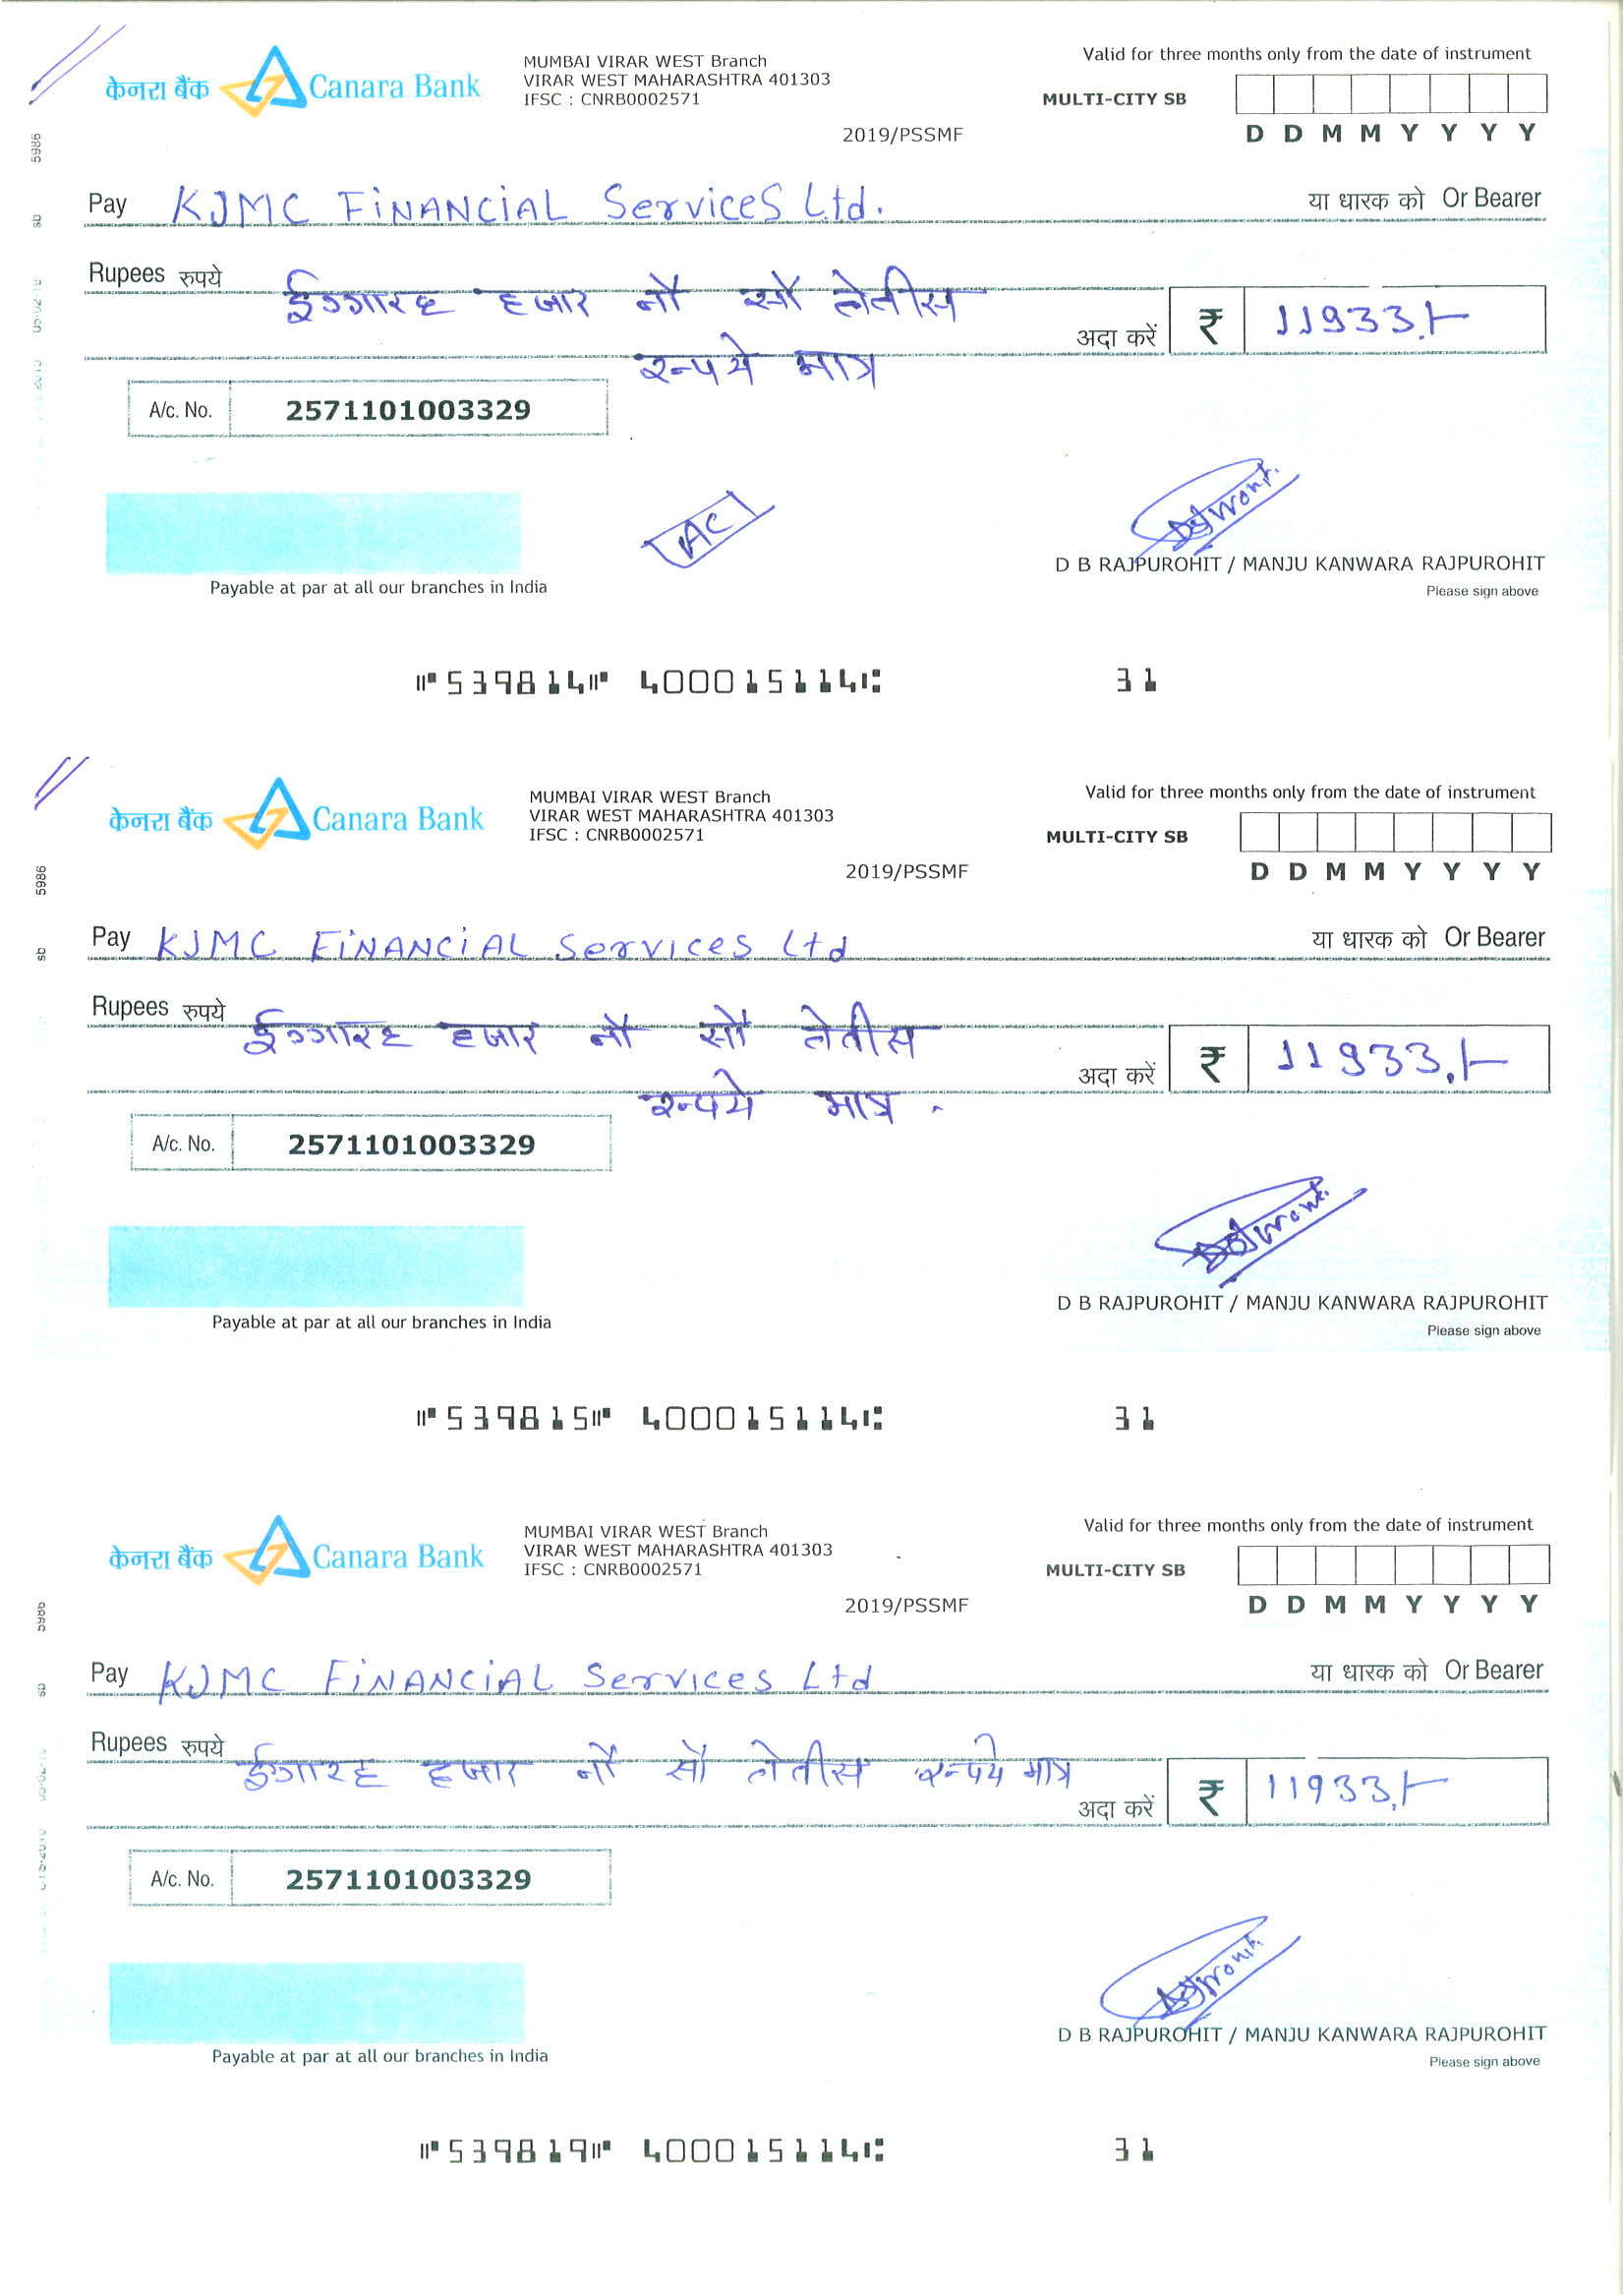 केनरा बैंक Canara Bank
MUMBAI VIRAR WEST Branch
VIRAR WEST MAHARASHTRA 401303
IFSC : CNRB0002571
Valid for three months only from the date of instrument
MULTI-CITY SB
2019/PSSMF
D D M M Y Y Y Y
5986
Pay KJMC FiNANCiAL ServiceS Ltd. या धारक को Or Bearer
Rupees रुपये ईग्गारह हजार नौ सौ तेतीस
अदा करें ₹ 11933/-
रूपये मात्र
A/c. No. 2571101003329
AC
D B RAJPUROHIT / MANJU KANWARA RAJPUROHIT
Payable at par at all our branches in India
Please sign above
⑈539814⑈ 400015114⑆ 31
केनरा बैंक Canara Bank
MUMBAI VIRAR WEST Branch
VIRAR WEST MAHARASHTRA 401303
IFSC : CNRB0002571
Valid for three months only from the date of instrument
MULTI-CITY SB
2019/PSSMF
D D M M Y Y Y Y
5986
sb
Pay KJMC FiNANCiAL Services Ltd या धारक को Or Bearer
Rupees रुपये ईग्गारह हजार नौ सौ तेतीस
अदा करें ₹ 11933/-
रूपये मात्र .
A/c. No. 2571101003329
D B RAJPUROHIT / MANJU KANWARA RAJPUROHIT
Payable at par at all our branches in India
Please sign above
⑈539815⑈ 400015114⑆ 31
केनरा बैंक Canara Bank
MUMBAI VIRAR WEST Branch
VIRAR WEST MAHARASHTRA 401303
IFSC : CNRB0002571
Valid for three months only from the date of instrument
MULTI-CITY SB
2019/PSSMF
D D M M Y Y Y Y
5986
Pay KJMC FiNANCiAL Services Ltd या धारक को Or Bearer
Rupees रुपये ईग्गारह हजार नौ सौ तेतीस रूपये मात्र
अदा करें ₹ 11933/-
A/c. No. 2571101003329
D B RAJPUROHIT / MANJU KANWARA RAJPUROHIT
Payable at par at all our branches in India
Please sign above
⑈539819⑈ 400015114⑆ 31